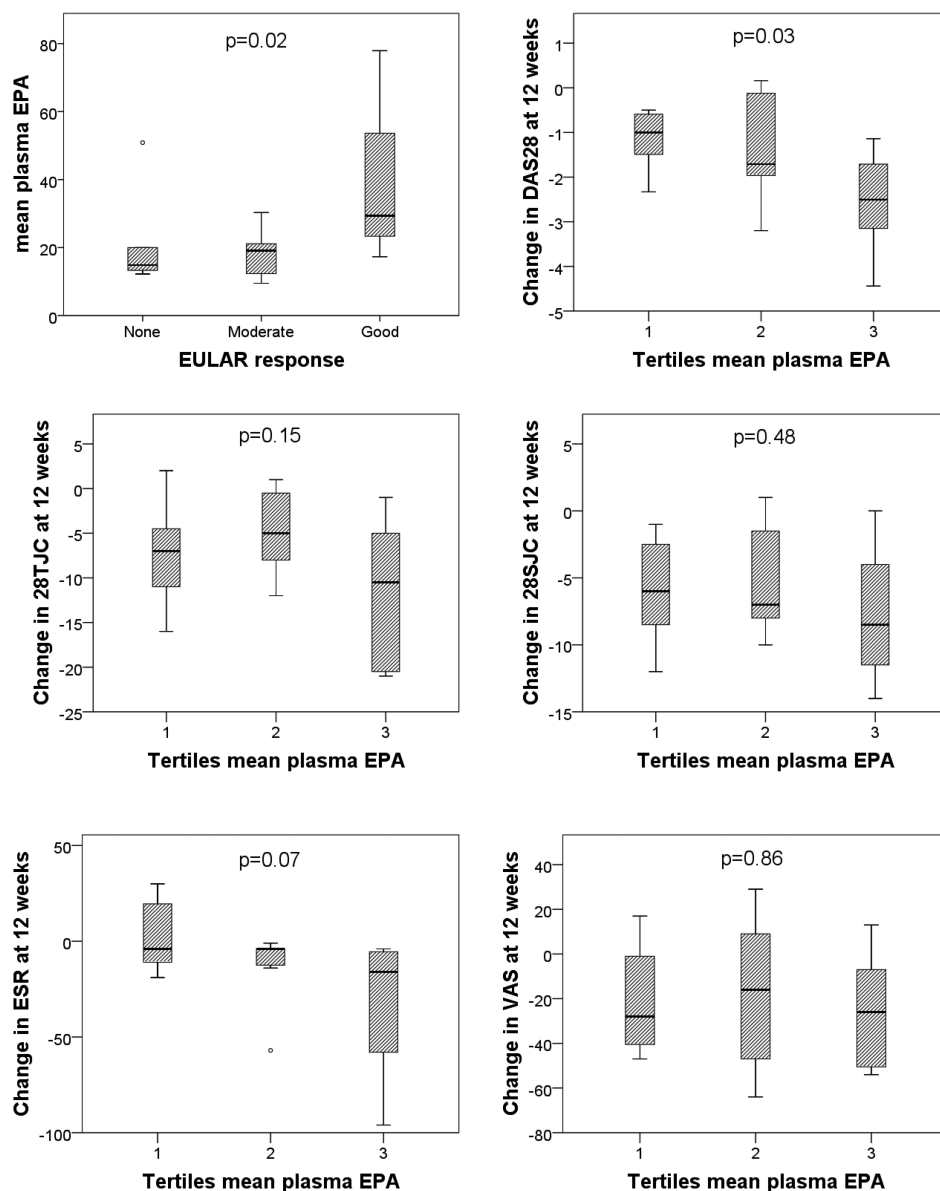 p=0.02
mean plasma EPA
80
60
40
20
0
None Moderate Good
EULAR response
p=0.03
Change in DAS28 at 12 weeks
1
0
-1
-2
-3
-4
-5
1 2 3
Tertiles mean plasma EPA
p=0.15
Change in 28TJC at 12 weeks
5
0
-5
-10
-15
-20
-25
1 2 3
Tertiles mean plasma EPA
p=0.48
Change in 28SJC at 12 weeks
5
0
-5
-10
-15
1 2 3
Tertiles mean plasma EPA
p=0.07
Change in ESR at 12 weeks
50
0
-50
-100
1 2 3
Tertiles mean plasma EPA
p=0.86
Change in VAS at 12 weeks
40
20
0
-20
-40
-60
-80
1 2 3
Tertiles mean plasma EPA